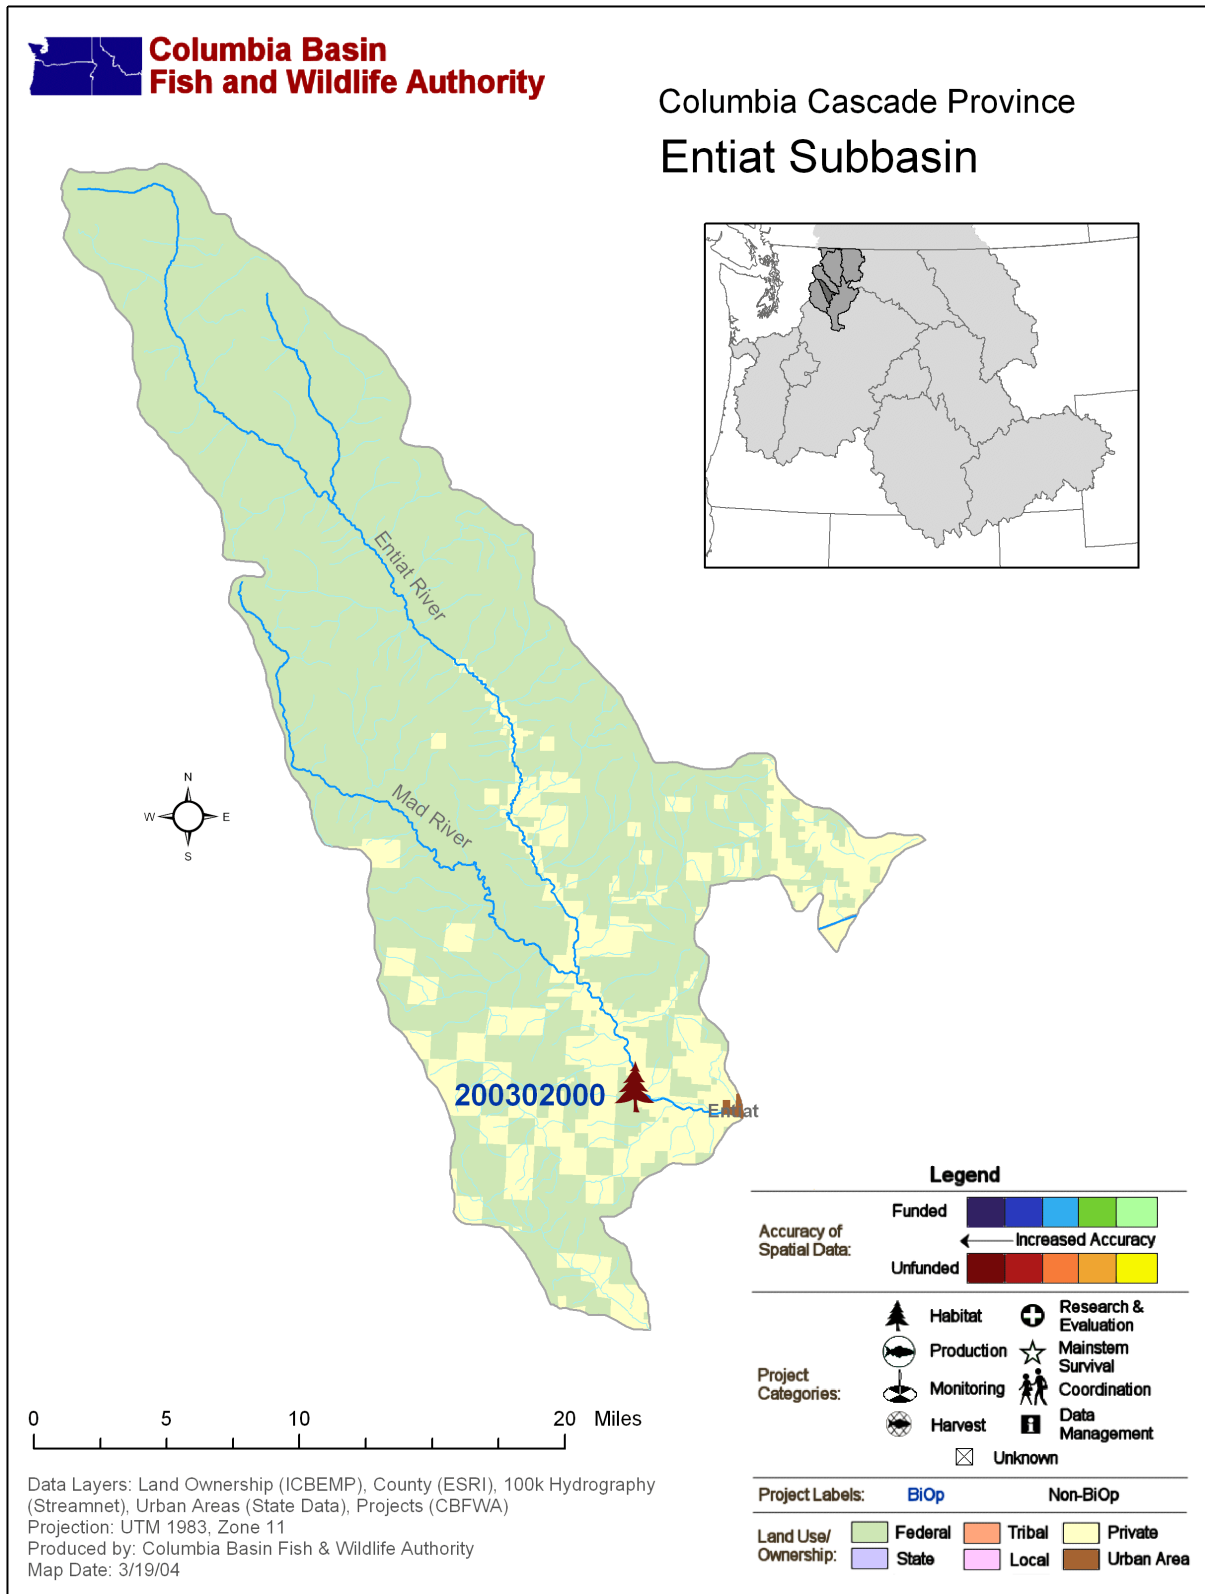 Columbia Basin
Fish and Wildlife Authority
Columbia Cascade Province
Entiat Subbasin
Entiat River
Mad River
N
W
E
S
200302000
Entiat
Legend
Accuracy of
Spatial Data:
Funded
Increased Accuracy
Unfunded
Project
Categories:
Habitat
Research &
Evaluation
Production
Mainstem
Survival
Monitoring
Coordination
Harvest
Data
Management
Unknown
Project Labels:
BiOp
Non-BiOp
Land Use/
Ownership:
Federal
Tribal
Private
State
Local
Urban Area
0 5 10 20 Miles
Data Layers: Land Ownership (ICBEMP), County (ESRI), 100k Hydrography
(Streamnet), Urban Areas (State Data), Projects (CBFWA)
Projection: UTM 1983, Zone 11
Produced by: Columbia Basin Fish & Wildlife Authority
Map Date: 3/19/04